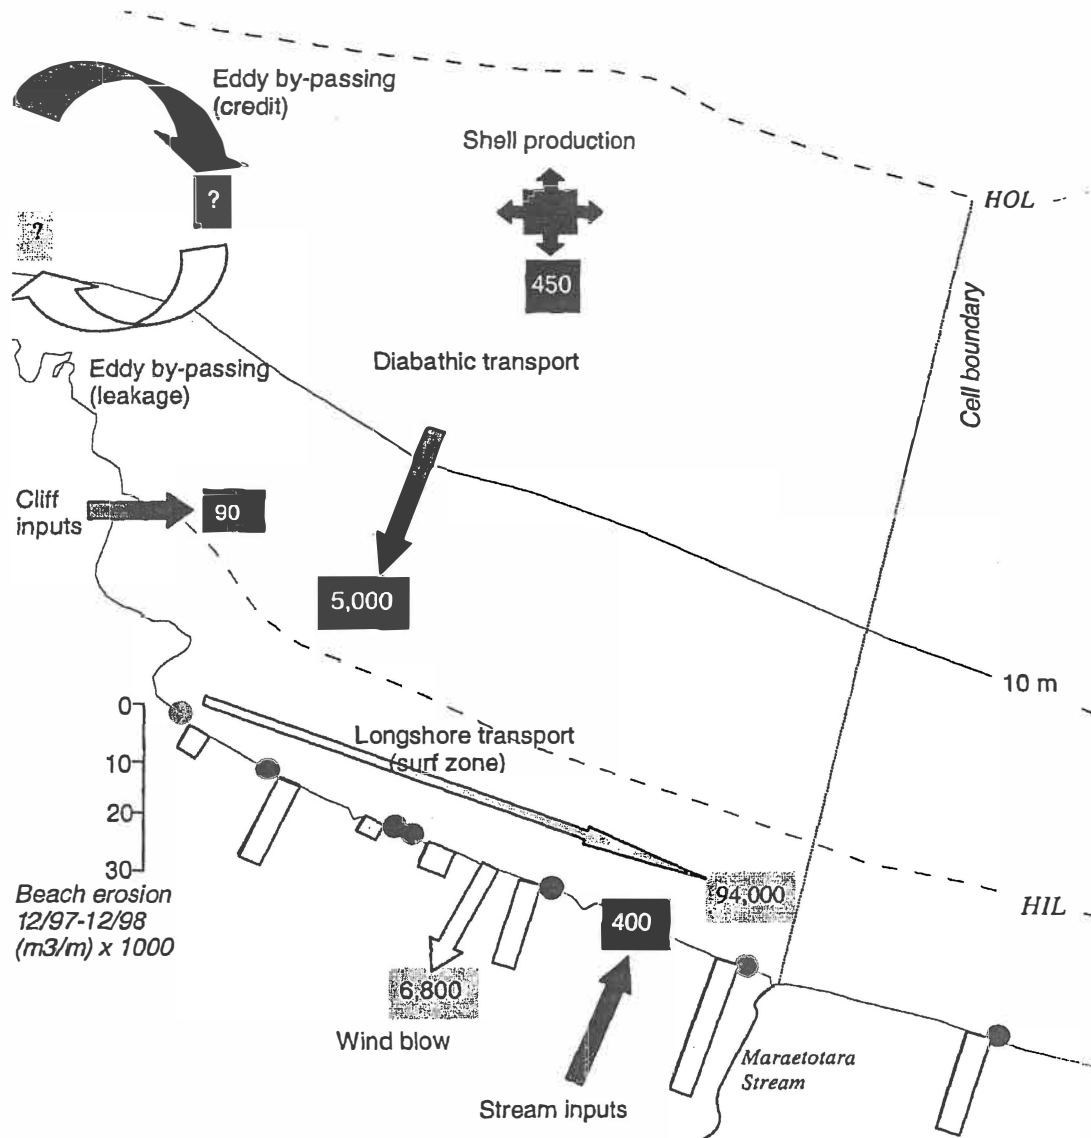 Eddy by-passing
(credit)
Shell production
?
HOL
?
450
Cell boundary
Diabathic transport
Eddy by-passing
(leakage)
Cliff
inputs
90
5,000
10 m
0
Longshore transport
(surf zone)
10
20
30
94,000
Beach erosion
12/97-12/98
(m3/m) x 1000
400
HIL
6,800
Wind blow
Maraetotara
Stream
Stream inputs